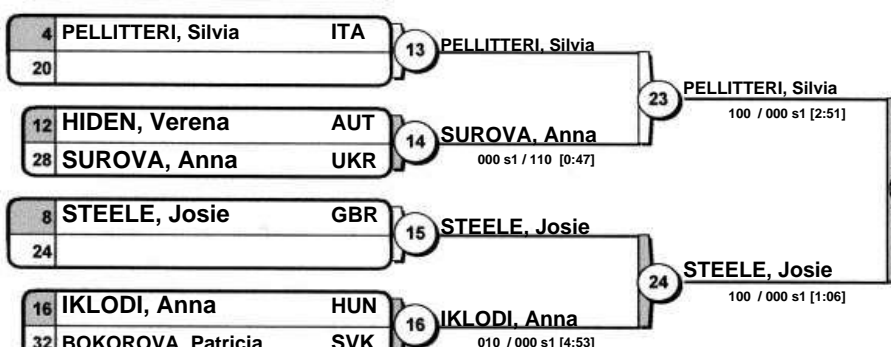 4 PELLITTERI, Silvia ITA
20
13 PELLITTERI, Silvia
12 HIDEN, Verena AUT
28 SUROVA, Anna UKR
14 SUROVA, Anna
000 s1 / 110 [0:47]
23 PELLITTERI, Silvia
100 / 000 s1 [2:51]
8 STEELE, Josie GBR
24
15 STEELE, Josie
16 IKLODI, Anna HUN
32 BOKOROVA, Patricia SVK
16 IKLODI, Anna
010 / 000 s1 [4:53]
24 STEELE, Josie
100 / 000 s1 [1:06]